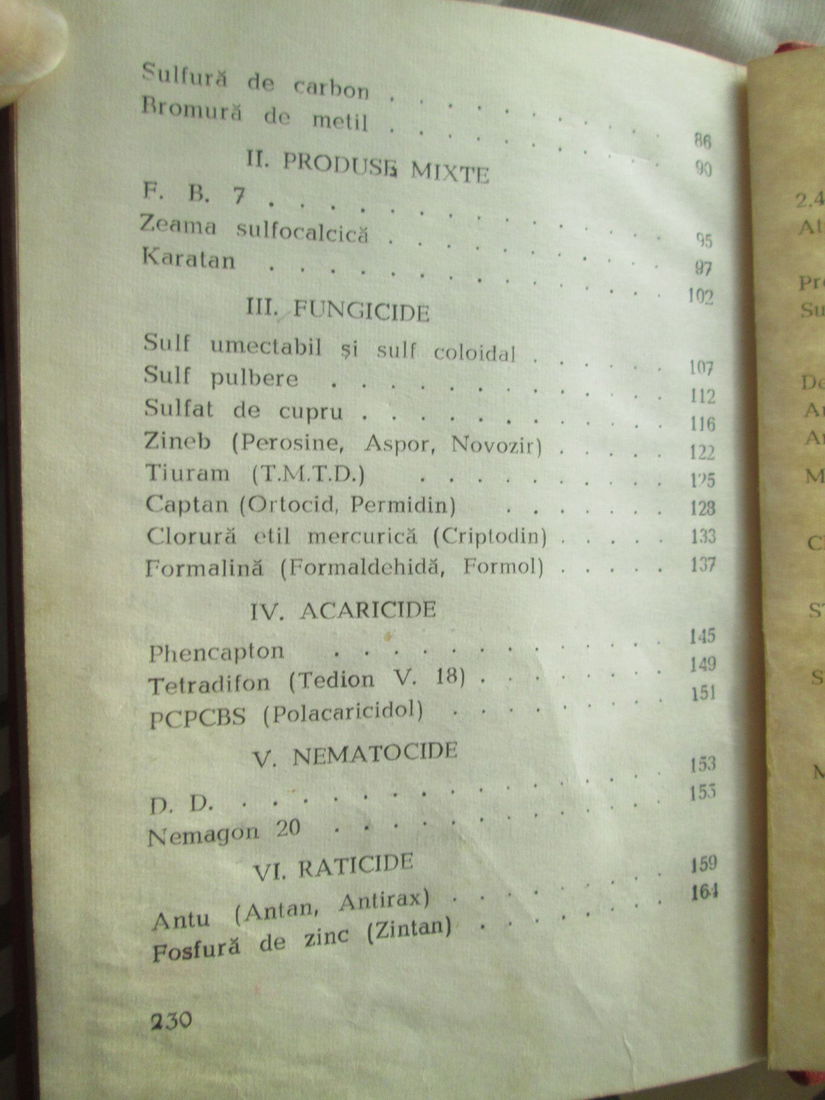 Sulfură de carbon . . . . . . . . . . 86
Bromură de metil . . . . . . . . . . 90
II. PRODUSE MIXTE
F. B. 7 . . . . . . . . . . . . . . 95
Zeama sulfocalcică . . . . . . . . . . 97
Karatan . . . . . . . . . . . . . . 102
III. FUNGICIDE
Sulf umectabil și sulf coloidal . . . . . 107
Sulf pulbere . . . . . . . . . . . . 112
Sulfat de cupru . . . . . . . . . . . 116
Zineb (Perosine, Aspor, Novozir) . . . . 122
Tiuram (T.M.T.D.) . . . . . . . . . 125
Captan (Ortocid, Permidin) . . . . . . 128
Clorură etil mercurică (Criptodin) . . . . 133
Formalină (Formaldehidă, Formol) . . . . . 137
IV. ACARICIDE
Phencapton . . . . . . . . . . . . 145
Tetradifon (Tedion V. 18) . . . . . . . 149
PCPCBS (Polacaricidol) . . . . . . . . 151
V. NEMATOCIDE
D. D. . . . . . . . . . . . . . . . 153
Nemagon 20 . . . . . . . . . . . . 155
VI. RATICIDE
Antu (Antan, Antirax) . . . . . . . . 159
Fosfură de zinc (Zintan) . . . . . . . 164
230
2.4